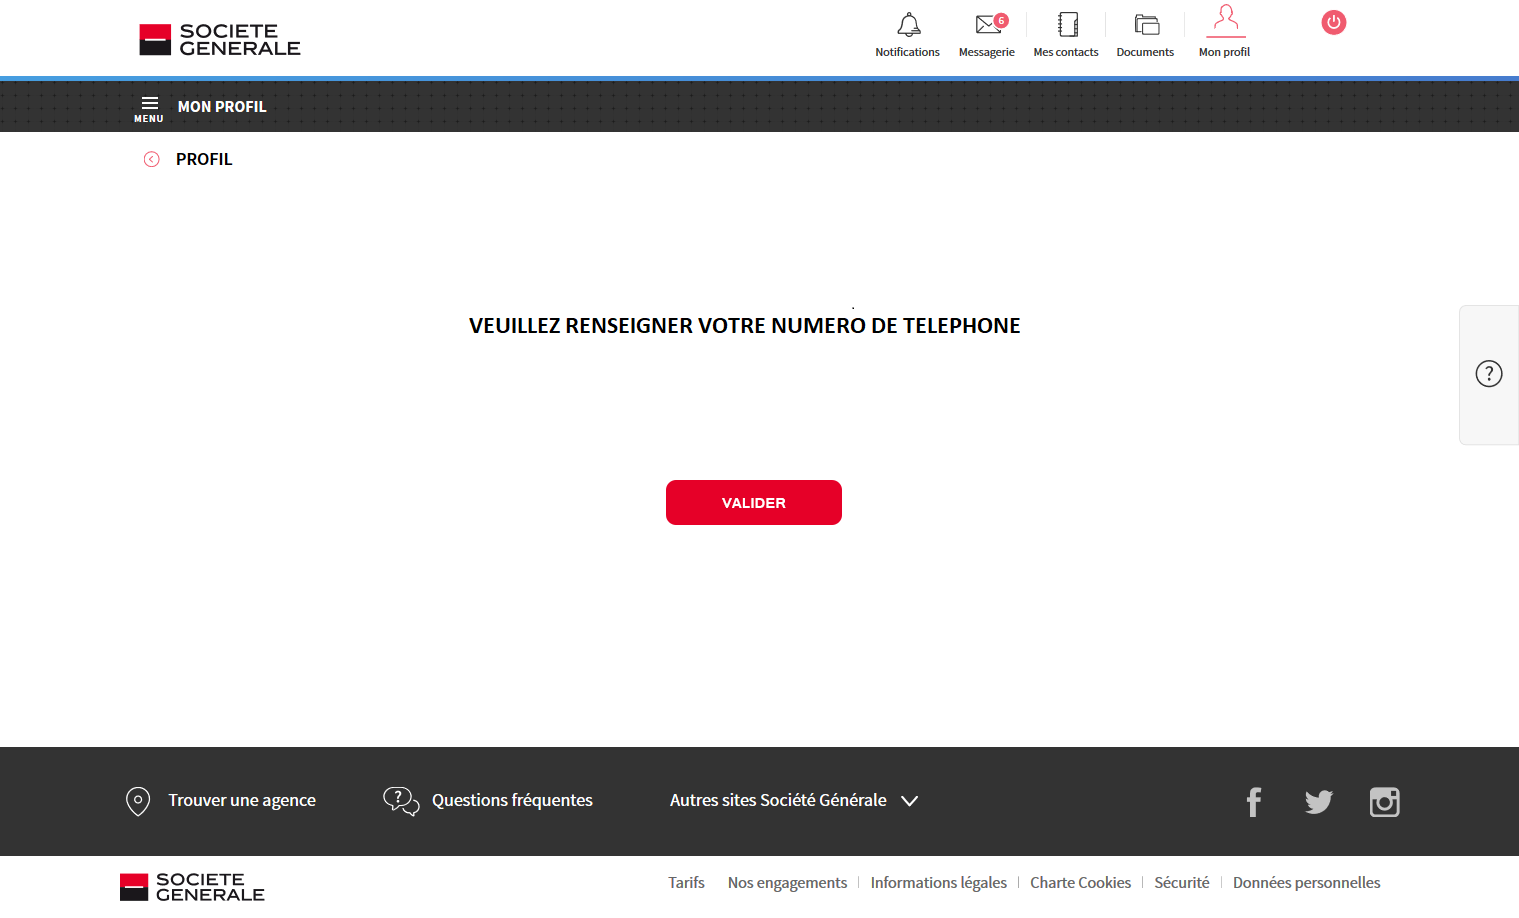 SOCIETE
GENERALE
6
Notifications
Messagerie
Mes contacts
Documents
Mon profil
MENU
MON PROFIL
PROFIL
VEUILLEZ RENSEIGNER VOTRE NUMERO DE TELEPHONE
?
VALIDER
Trouver une agence
?
Questions fréquentes
Autres sites Société Générale
SOCIETE
GENERALE
Tarifs
Nos engagements
Informations légales
Charte Cookies
Sécurité
Données personnelles